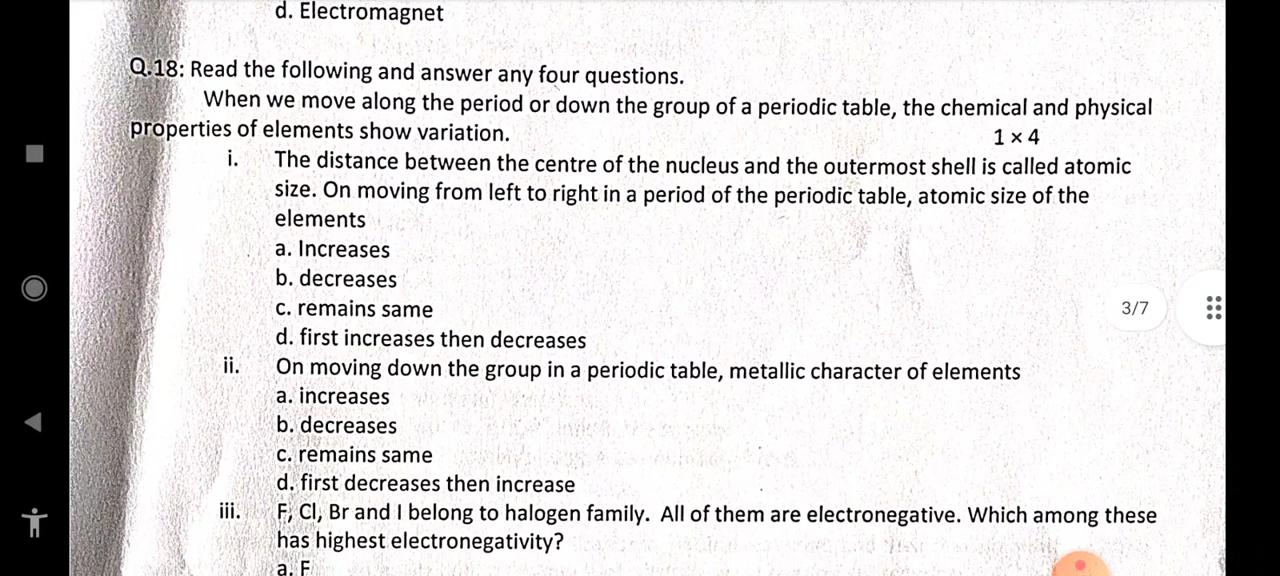 d. Electromagnet
Q.18: Read the following and answer any four questions.
When we move along the period or down the group of a periodic table, the chemical and physical
properties of elements show variation.
1 × 4
i. The distance between the centre of the nucleus and the outermost shell is called atomic
size. On moving from left to right in a period of the periodic table, atomic size of the
elements
a. Increases
b. decreases
c. remains same
3/7
d. first increases then decreases
ii. On moving down the group in a periodic table, metallic character of elements
a. increases
b. decreases
c. remains same
d. first decreases then increase
iii. F, Cl, Br and I belong to halogen family. All of them are electronegative. Which among these
has highest electronegativity?
a. F